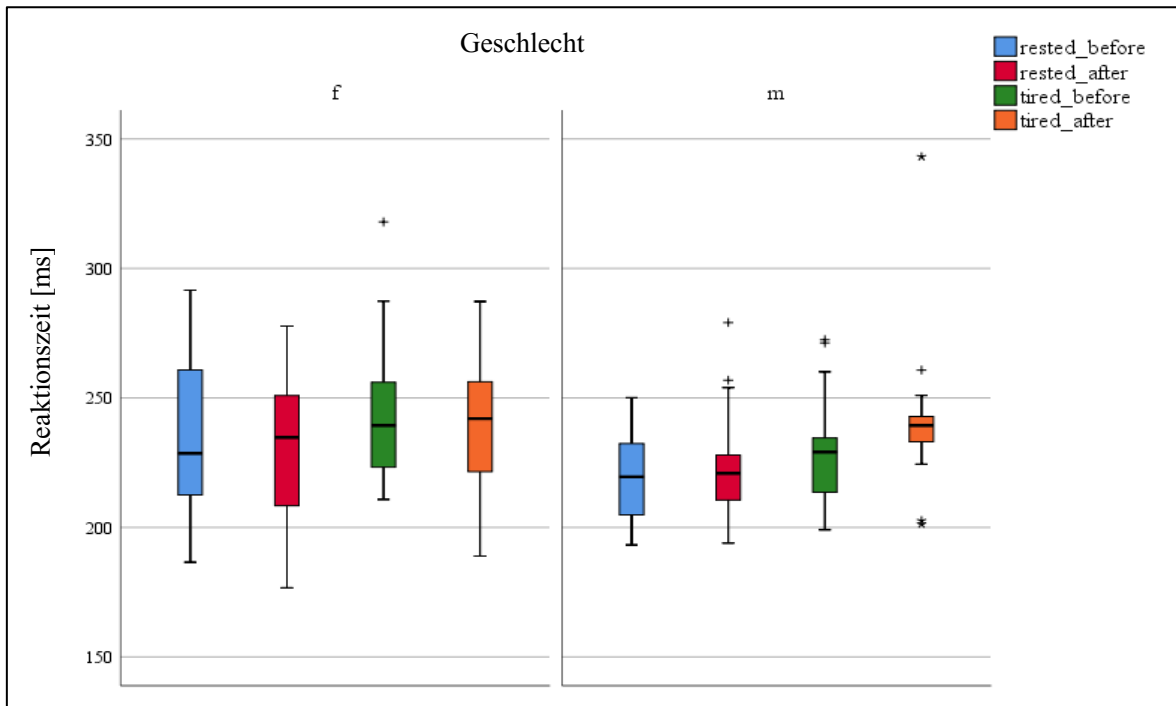 Geschlecht
f
m
rested_before
rested_after
tired_before
tired_after
Reaktionszeit [ms]
350
300
250
200
150